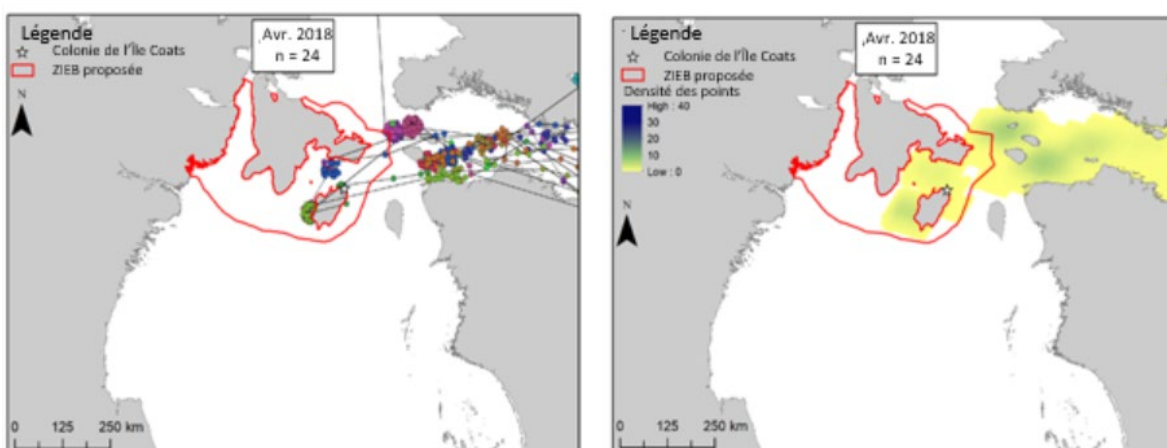 Légende
Colonie de l'Île Coats
ZIEB proposée
,Avr. 2018
n = 24
N
0 125 250 km
Légende
Colonie de l'Île Coats
ZIEB proposée
Densité des points
High : 40
30
20
10
Low : 0
,Avr. 2018
n = 24
N
0 125 250 km